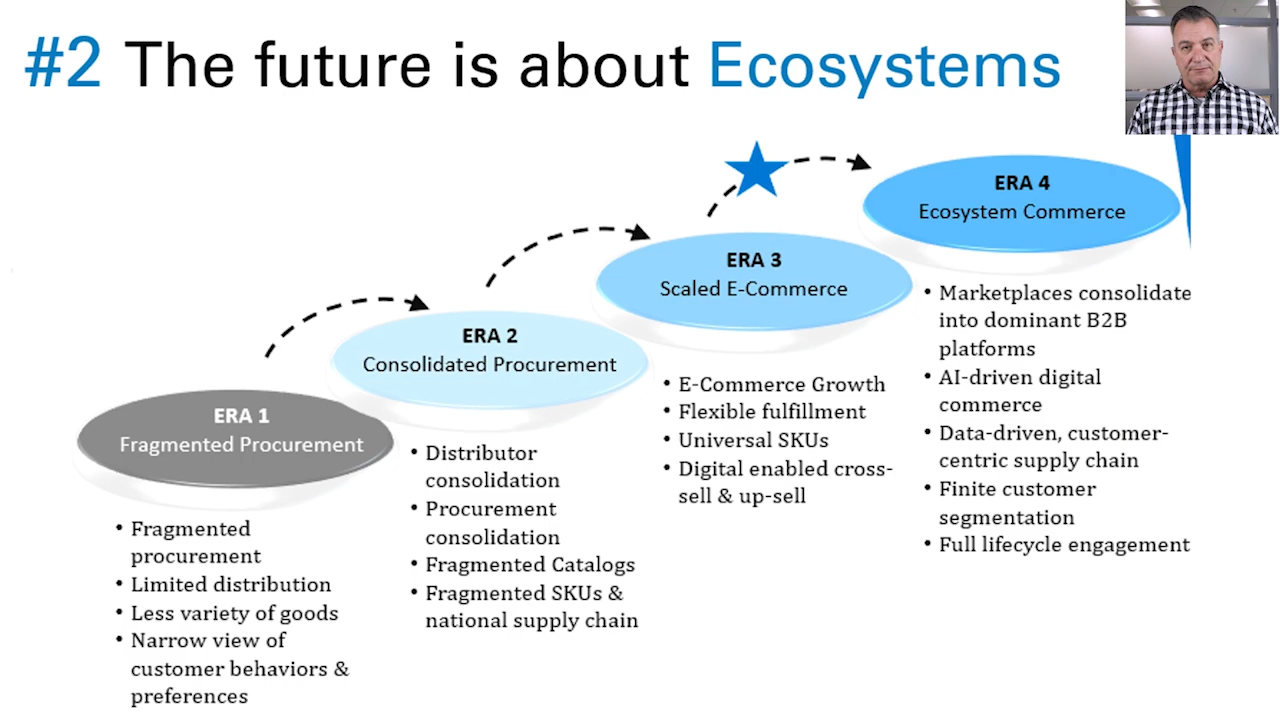 #2 The future is about Ecosystems
ERA 1
Fragmented Procurement
• Fragmented
procurement
• Limited distribution
• Less variety of goods
• Narrow view of
customer behaviors &
preferences
ERA 2
Consolidated Procurement
• Distributor
consolidation
• Procurement
consolidation
• Fragmented Catalogs
• Fragmented SKUs &
national supply chain
ERA 3
Scaled E-Commerce
• E-Commerce Growth
• Flexible fulfillment
• Universal SKUs
• Digital enabled cross-
sell & up-sell
ERA 4
Ecosystem Commerce
• Marketplaces consolidate
into dominant B2B
platforms
• AI-driven digital
commerce
• Data-driven, customer-
centric supply chain
• Finite customer
segmentation
• Full lifecycle engagement